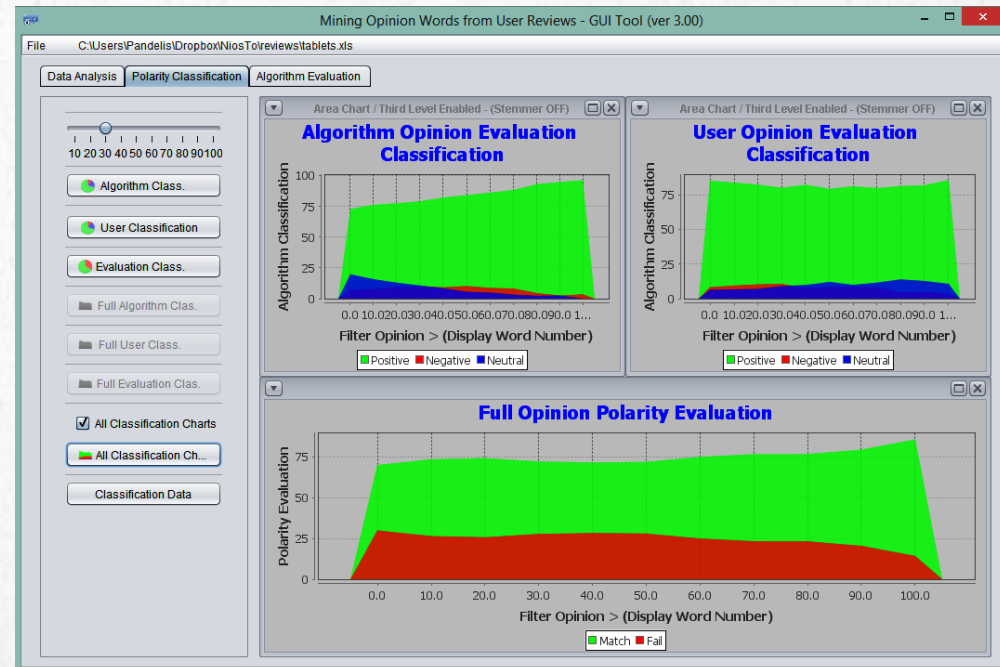 Mining Opinion Words from User Reviews - GUI Tool (ver 3.00)
File C:\Users\Pandelis\Dropbox\NiosTo\reviews\tablets.xls
Data Analysis Polarity Classification Algorithm Evaluation
10 20 30 40 50 60 70 80 90 100
Algorithm Class.
User Classification
Evaluation Class.
Full Algorithm Clas.
Full User Class.
Full Evaluation Clas.
All Classification Charts
All Classification Ch...
Classification Data
Area Chart / Third Level Enabled - (Stemmer OFF)
Algorithm Opinion Evaluation
Classification
Algorithm Classification
100
75
50
25
0
0.0 10.020.030.040.050.060.070.080.090.0 1...
Filter Opinion > (Display Word Number)
Positive Negative Neutral
Area Chart / Third Level Enabled - (Stemmer OFF)
User Opinion Evaluation
Classification
Algorithm Classification
75
50
25
0
0.0 10.020.030.040.050.060.070.080.090.0 1...
Filter Opinion > (Display Word Number)
Positive Negative Neutral
Full Opinion Polarity Evaluation
Polarity Evaluation
75
50
25
0
0.0 10.0 20.0 30.0 40.0 50.0 60.0 70.0 80.0 90.0 100.0
Filter Opinion > (Display Word Number)
Match Fail